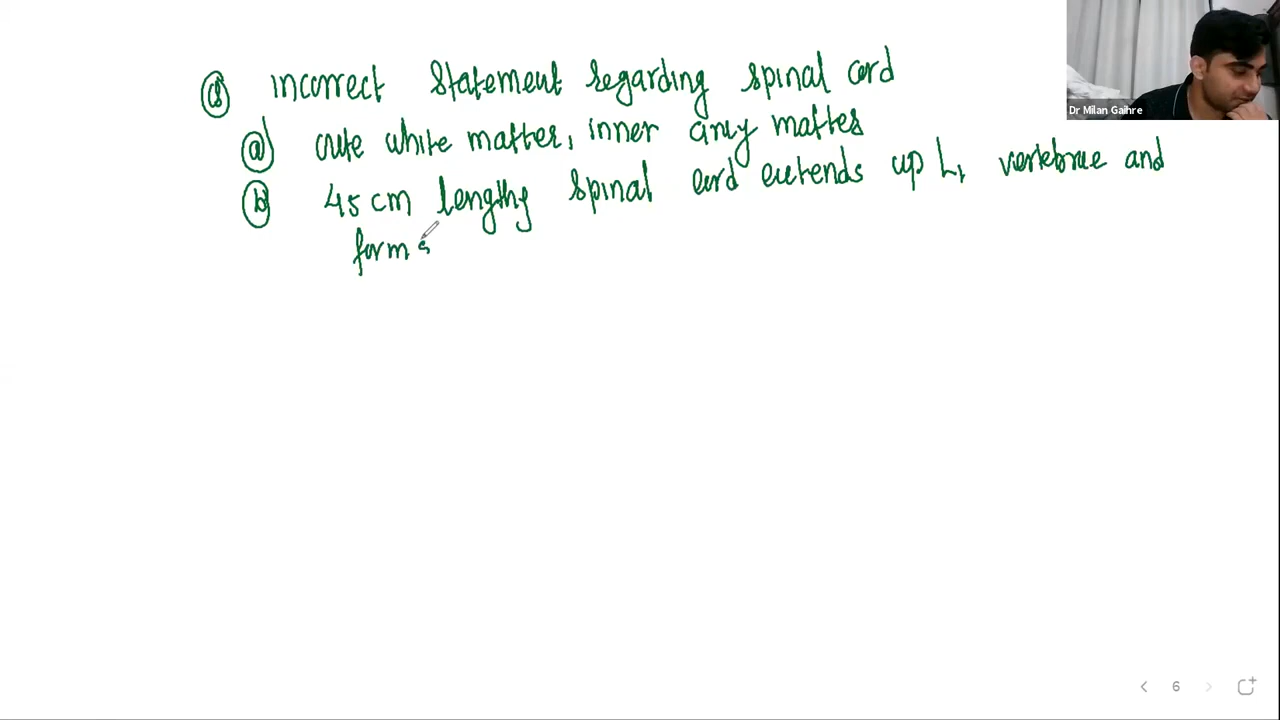 Q incorrect statement regarding spinal cord
a oute white matter, inner grey matter
b 45 cm lengthy spinal cord extends up L1 vertebrae and
forms
Dr Milan Gaihre
6